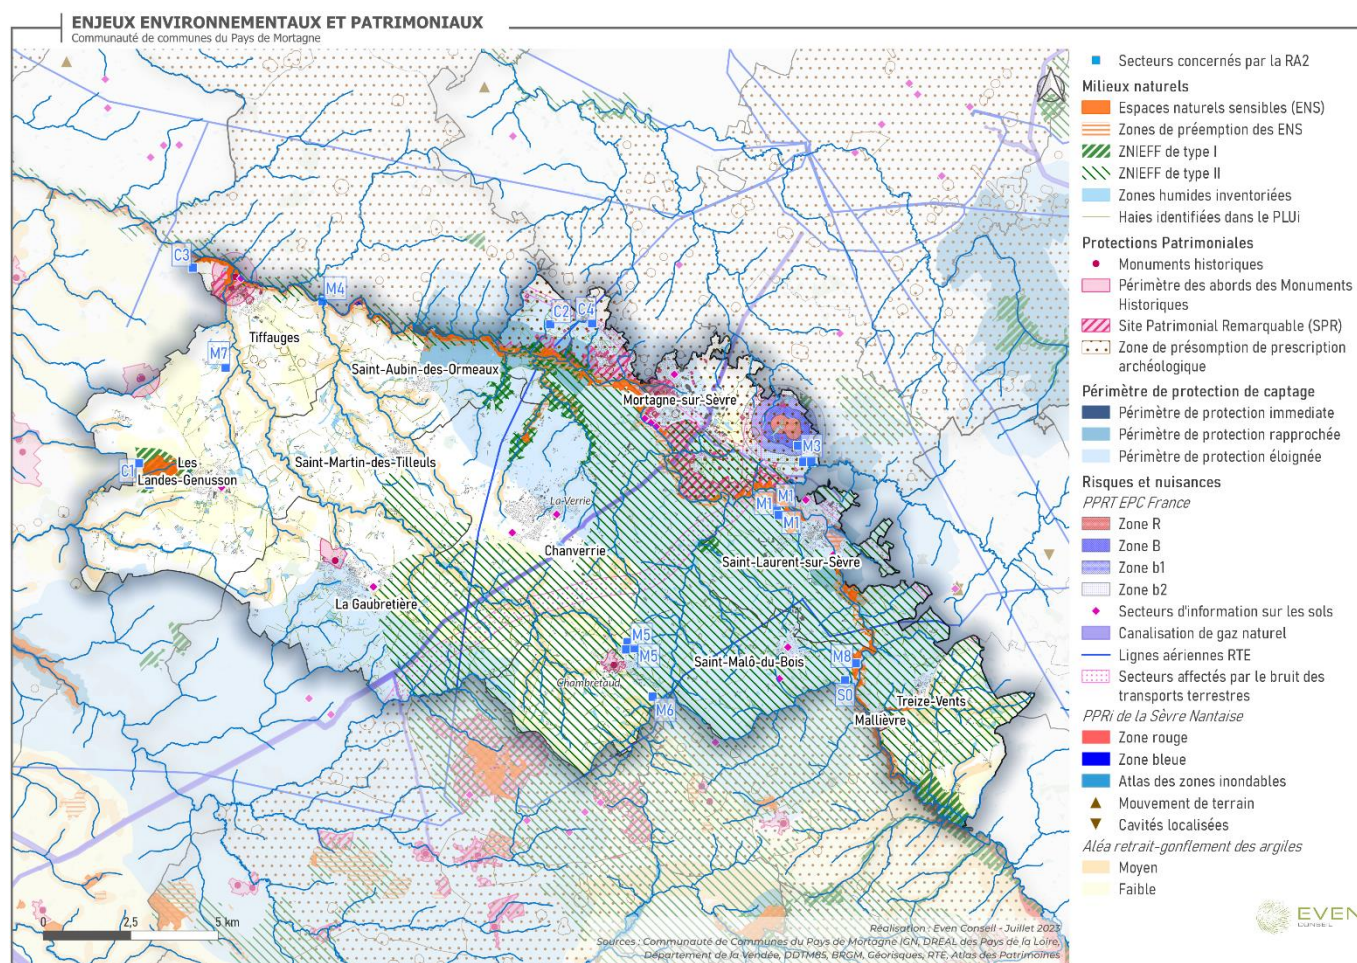 ENJEUX ENVIRONNEMENTAUX ET PATRIMONIAUX
Communauté de communes du Pays de Mortagne
C3
M4
Tiffauges
C2
C4
M7
Saint-Aubin-des-Ormeaux
Mortagne-sur-Sèvre
M3
C1
Les
Landes-Genusson
Saint-Martin-des-Tilleuls
La-Verrie
M1
M1
M1
Chanverrie
Saint-Laurent-sur-Sèvre
La Gaubretière
M5
M5
Saint-Malô-du-Bois
M8
Chambretaud
S0
Treize-Vents
M6
Mallièvre
0
2,5
5 km
Réalisation : Even Conseil - Juillet 2023
Sources : Communauté de Communes du Pays de Mortagne IGN, DREAL des Pays de la Loire,
Département de la Vendée, DDTM85, BRGM, Géorisques, RTE, Atlas des Patrimoines
Secteurs concernés par la RA2
Milieux naturels
Espaces naturels sensibles (ENS)
Zones de préemption des ENS
ZNIEFF de type I
ZNIEFF de type II
Zones humides inventoriées
Haies identifiées dans le PLUi
Protections Patrimoniales
Monuments historiques
Périmètre des abords des Monuments
Historiques
Site Patrimonial Remarquable (SPR)
Zone de présomption de prescription
archéologique
Périmètre de protection de captage
Périmètre de protection immediate
Périmètre de protection rapprochée
Périmètre de protection éloignée
Risques et nuisances
PPRT EPC France
Zone R
Zone B
Zone b1
Zone b2
Secteurs d'information sur les sols
Canalisation de gaz naturel
Lignes aériennes RTE
Secteurs affectés par le bruit des
transports terrestres
PPRi de la Sèvre Nantaise
Zone rouge
Zone bleue
Atlas des zones inondables
Mouvement de terrain
Cavités localisées
Aléa retrait-gonflement des argiles
Moyen
Faible
EVEN
CONSEIL